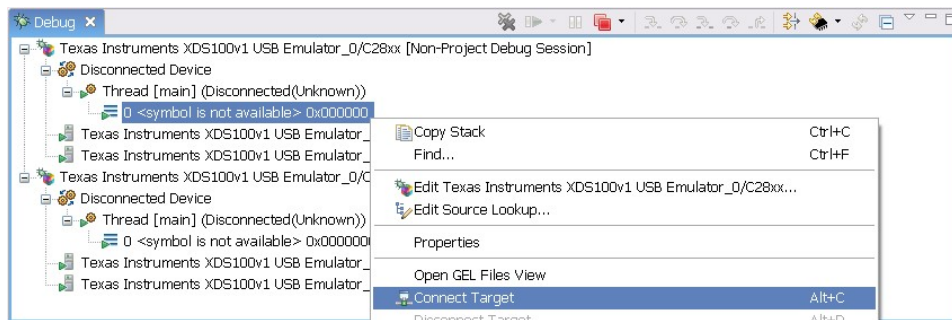 Debug
Texas Instruments XDS100v1 USB Emulator_0/C28xx [Non-Project Debug Session]
Disconnected Device
Thread [main] (Disconnected(Unknown))
0 <symbol is not available> 0x000000
Texas Instruments XDS100v1 USB Emulator_
Texas Instruments XDS100v1 USB Emulator_
Texas Instruments XDS100v1 USB Emulator_0/C
Disconnected Device
Thread [main] (Disconnected(Unknown))
0 <symbol is not available> 0x000000
Texas Instruments XDS100v1 USB Emulator_
Texas Instruments XDS100v1 USB Emulator_
Copy Stack Ctrl+C
Find... Ctrl+F
Edit Texas Instruments XDS100v1 USB Emulator_0/C28xx...
Edit Source Lookup...
Properties
Open GEL Files View
Connect Target Alt+C
Disconnect Target Alt+D